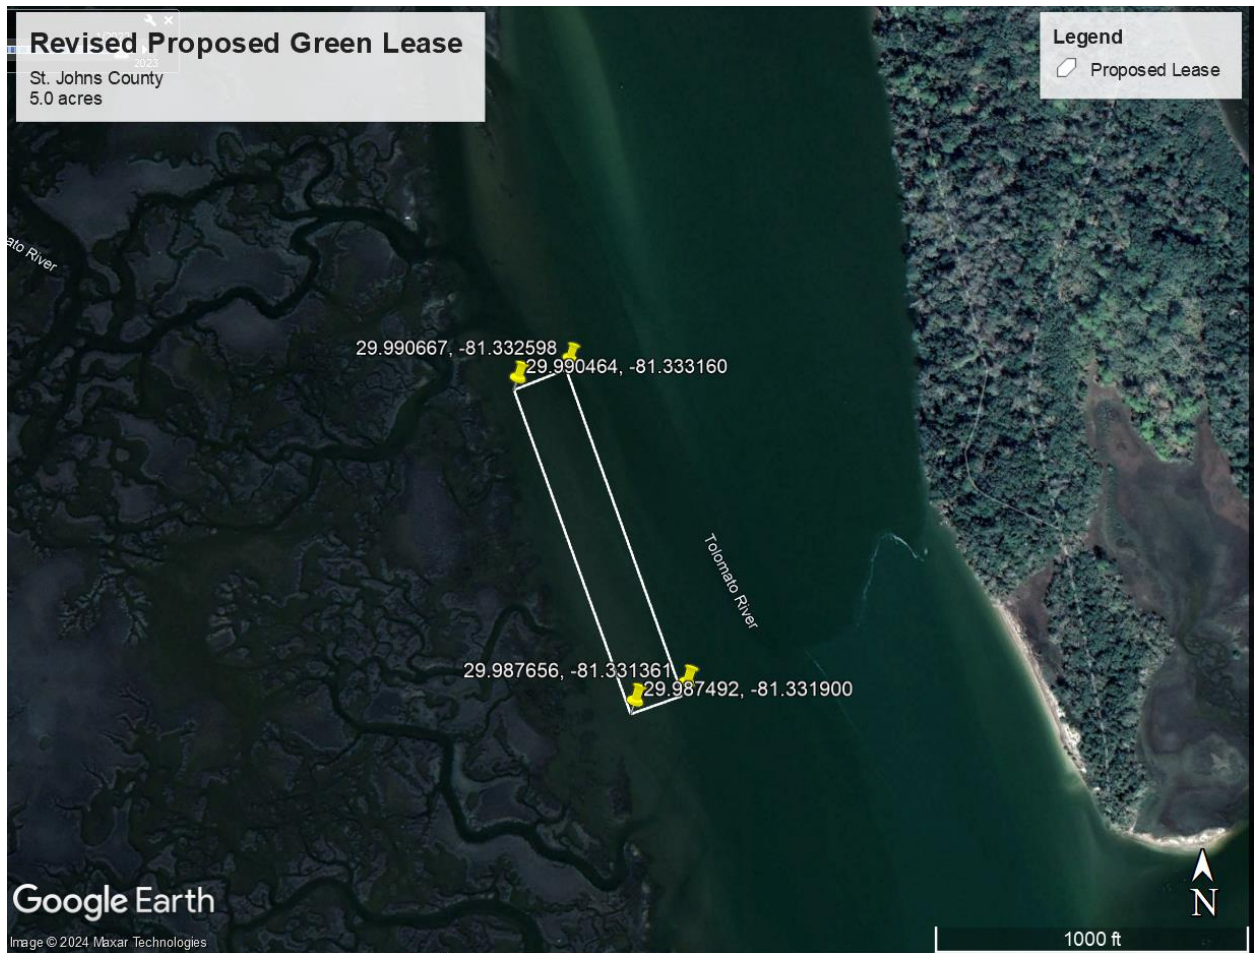 Revised Proposed Green Lease
2023
St. Johns County
5.0 acres
Legend
Proposed Lease
ato River
29.990667, -81.332598
29.990464, -81.333160
Tolomato River
29.987656, -81.331361
29.987492, -81.331900
Google Earth
N
Image © 2024 Maxar Technologies
1000 ft